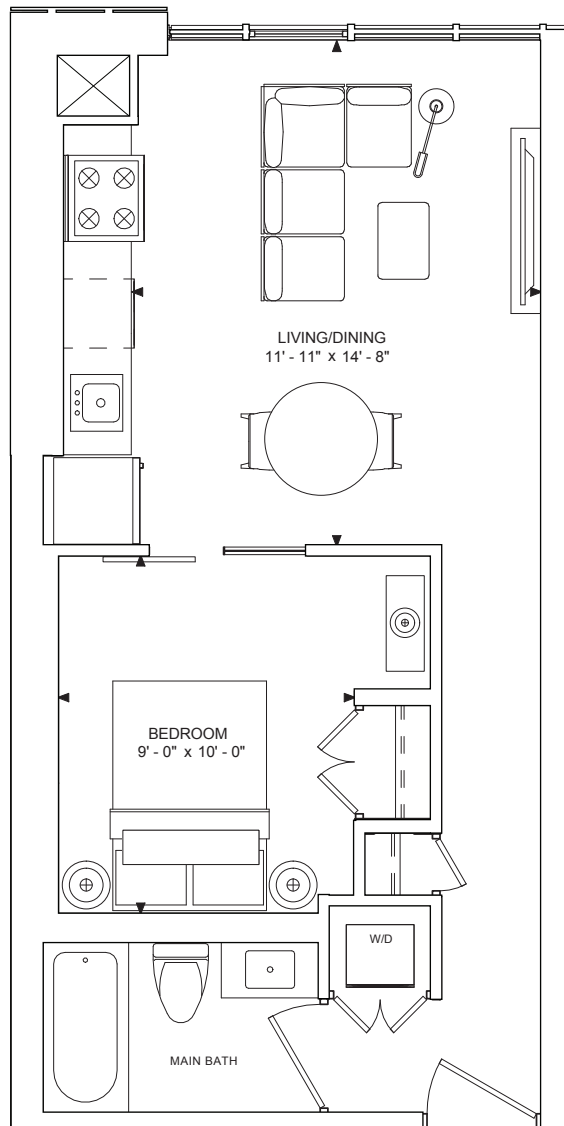 LIVING/DINING
11' - 11" x 14' - 8"
BEDROOM
9' - 0" x 10' - 0"
W/D
MAIN BATH